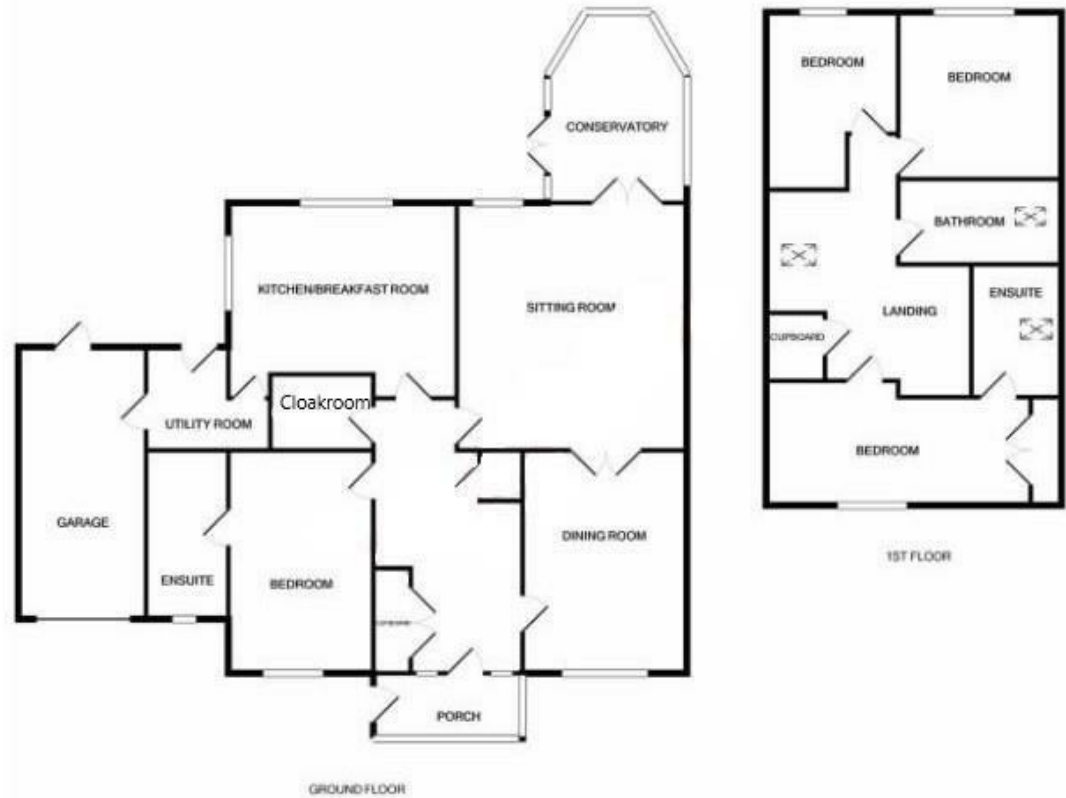 CONSERVATORY
KITCHEN/BREAKFAST ROOM
SITTING ROOM
Cloakroom
UTILITY ROOM
GARAGE
ENSUITE
BEDROOM
DINING ROOM
PORCH
GROUND FLOOR
BEDROOM
BEDROOM
BATHROOM
ENSUITE
LANDING
CUPBOARD
BEDROOM
1ST FLOOR